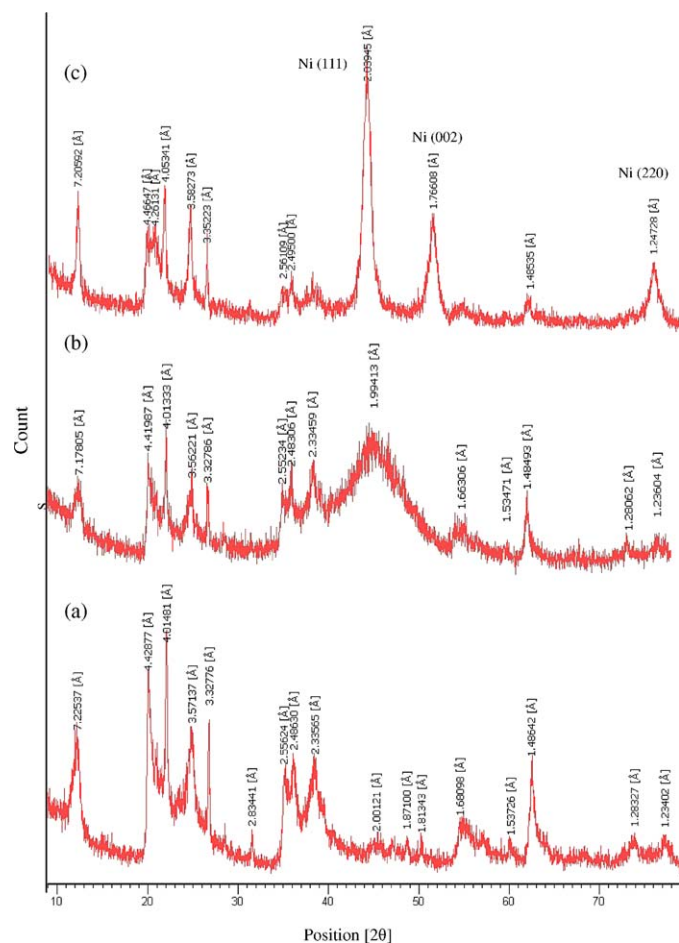 (c)
Ni (111)
Ni (002)
Ni (220)
7.20592 [Å]
4.46647 [Å]
4.26131 [Å]
4.05341 [Å]
3.58273 [Å]
3.35223 [Å]
2.56109 [Å]
2.49500 [Å]
2.03945 [Å]
1.76608 [Å]
1.48535 [Å]
1.24728 [Å]
(b)
7.17805 [Å]
4.41987 [Å]
4.01333 [Å]
3.56221 [Å]
3.32786 [Å]
2.55234 [Å]
2.48306 [Å]
2.33459 [Å]
1.99413 [Å]
1.66306 [Å]
1.53471 [Å]
1.48493 [Å]
1.28062 [Å]
1.23604 [Å]
Count
s
(a)
7.22537 [Å]
4.42877 [Å]
4.01481 [Å]
3.57137 [Å]
3.32776 [Å]
2.83441 [Å]
2.55624 [Å]
2.48630 [Å]
2.33565 [Å]
2.00121 [Å]
1.87100 [Å]
1.81343 [Å]
1.68098 [Å]
1.53726 [Å]
1.48642 [Å]
1.28327 [Å]
1.23402 [Å]
10 20 30 40 50 60 70
Position [2θ]